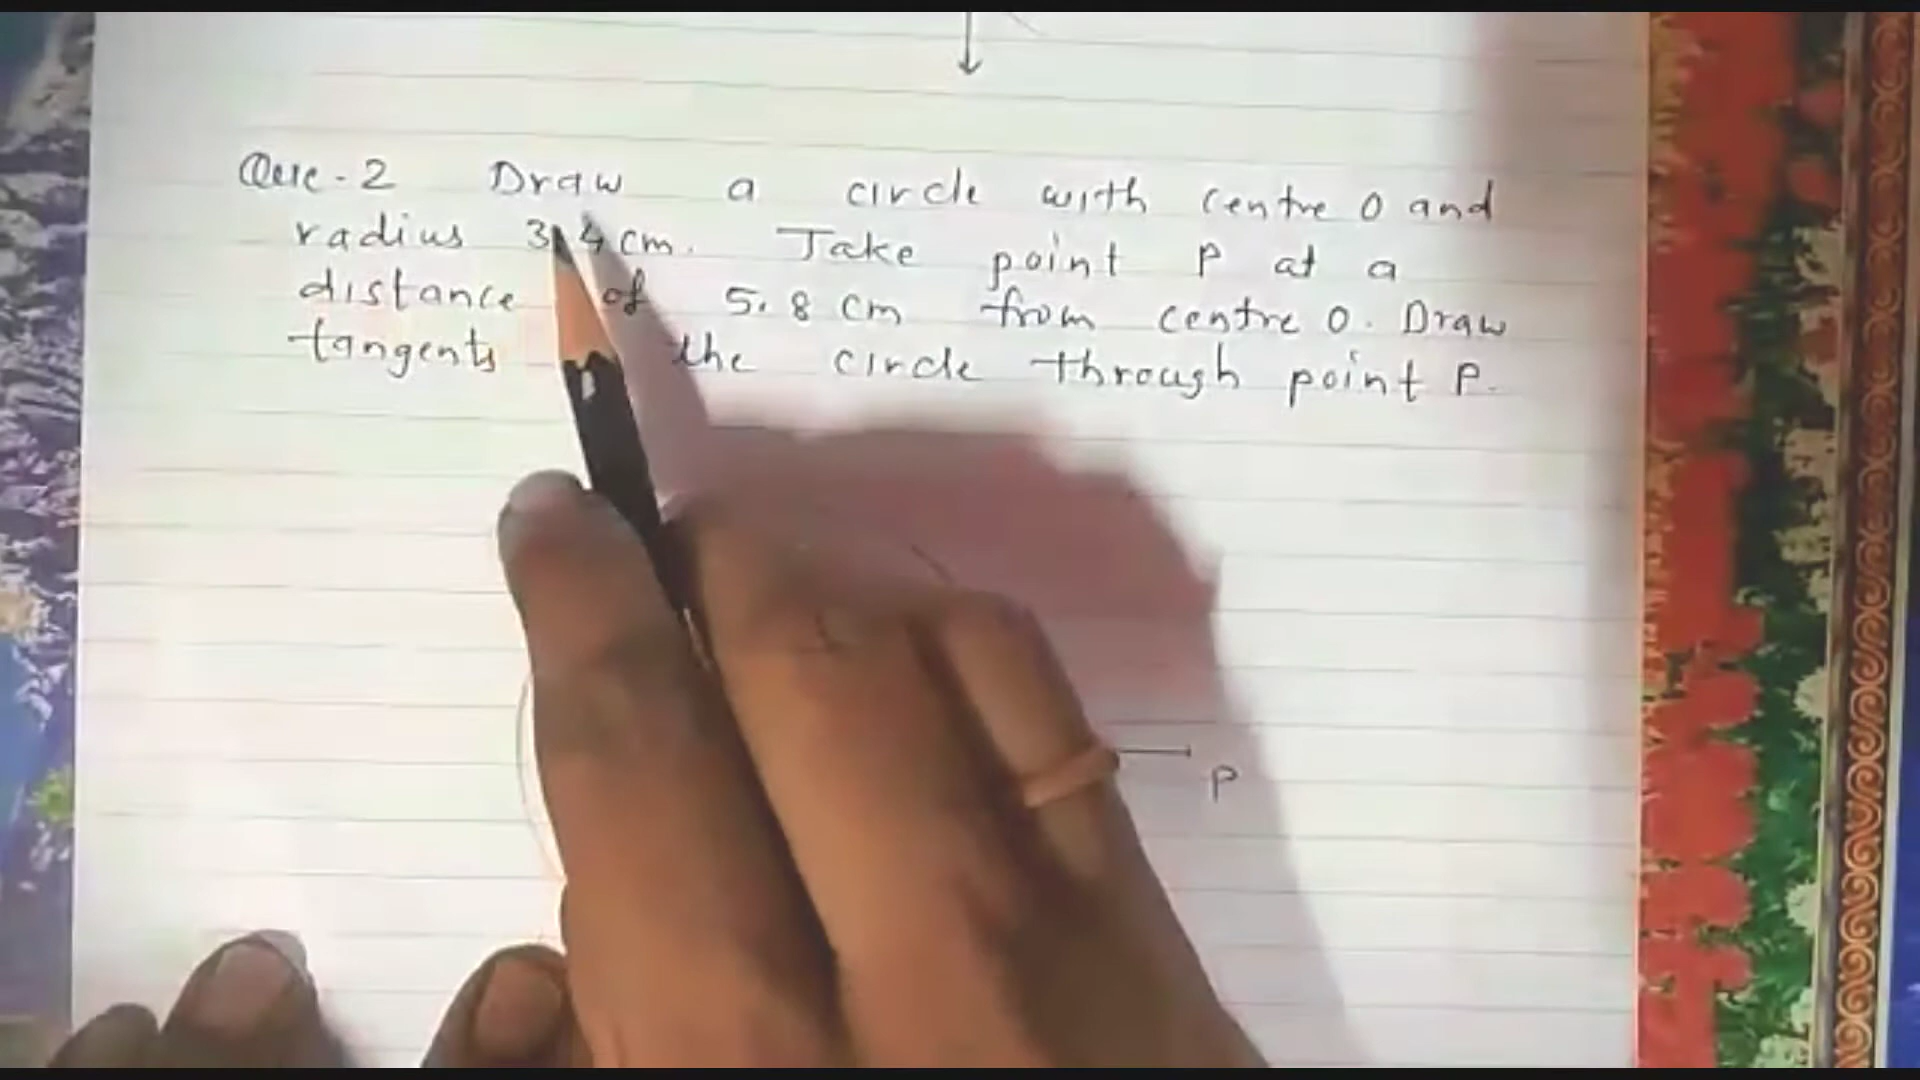 Que-2 Draw a circle with centre O and
radius 3.4 cm. Take point P at a
distance of 5.8 cm from centre O. Draw
tangents the circle through point P.
P